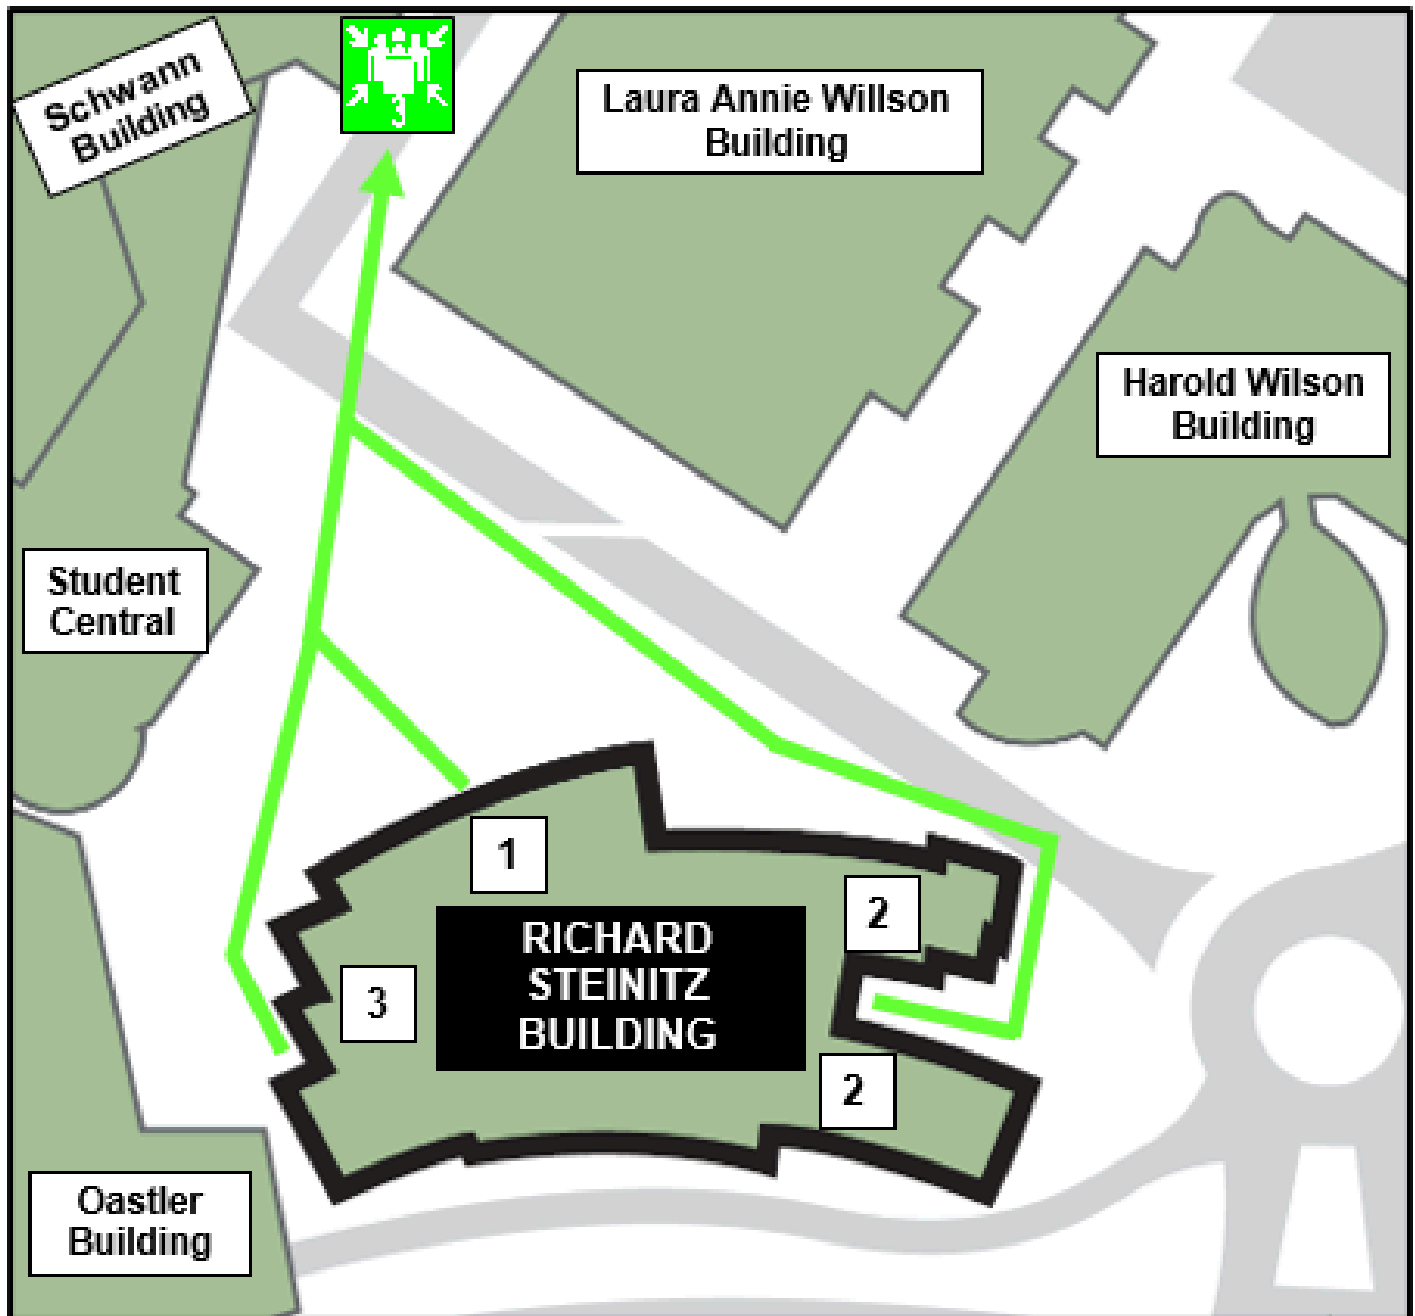 Schwann
Building
3
Laura Annie Willson
Building
Harold Wilson
Building
Student
Central
1
2
RICHARD
STEINITZ
BUILDING
3
2
Oastler
Building